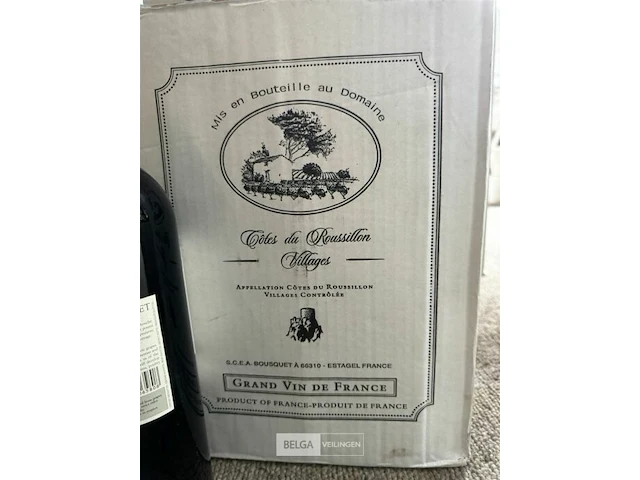 Mis en Bouteille au Domaine
Côtes du Roussillon
Villages
Appellation Côtes du Roussillon
Villages Contrôlée
S.C.E.A. BOUSQUET À 66310 - ESTAGEL FRANCE
GRAND VIN DE FRANCE
PRODUCT OF FRANCE-PRODUIT DE FRANCE
BELGA VEILINGEN